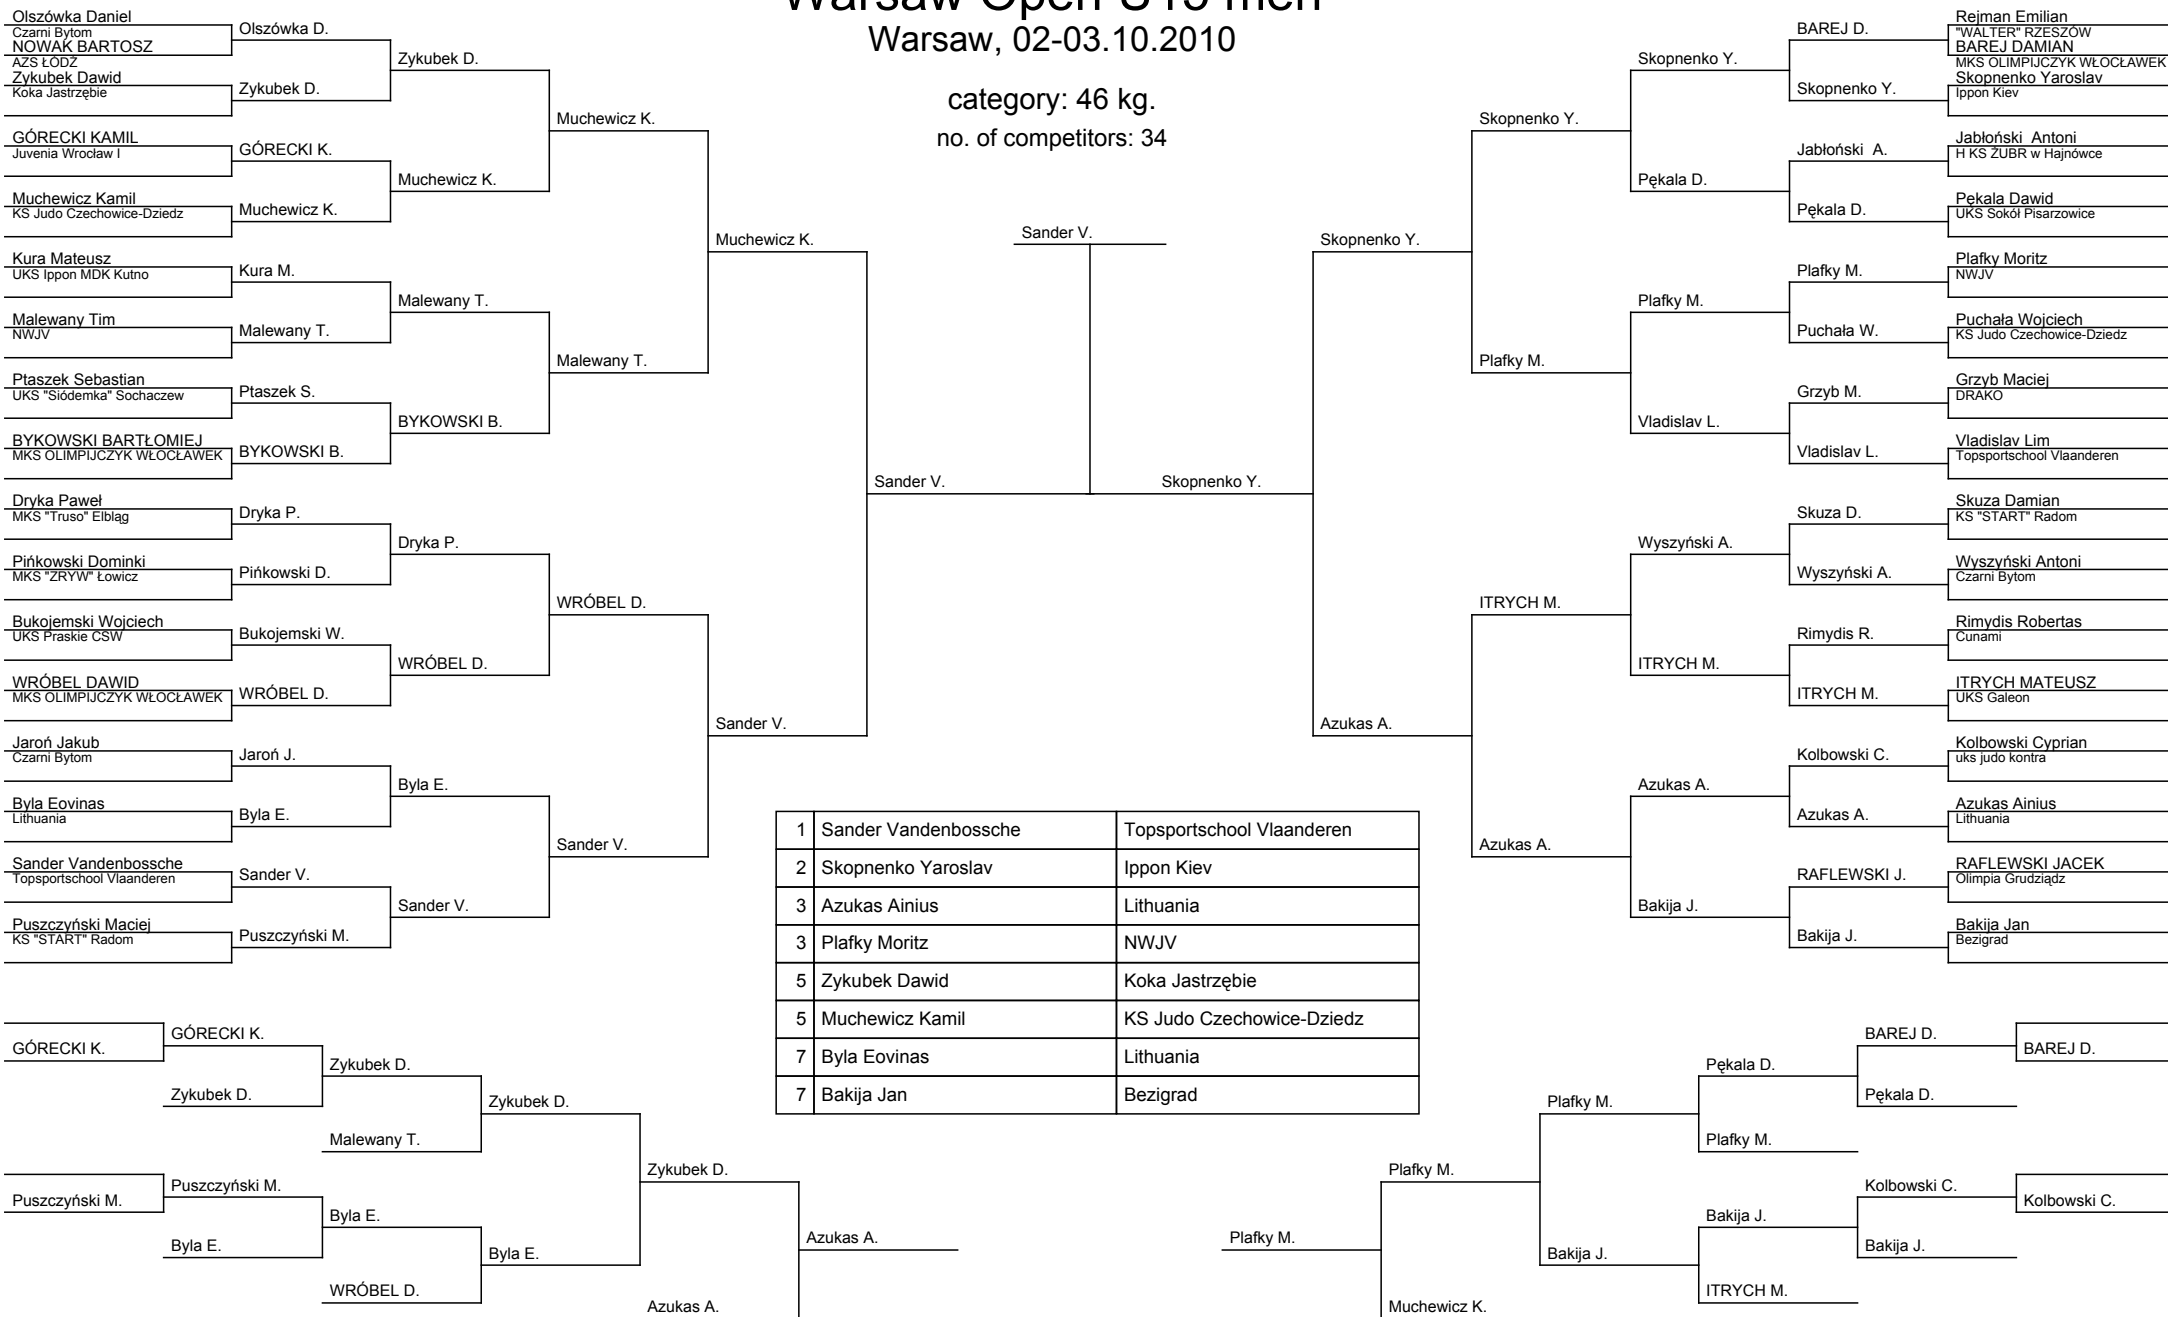 Warsaw Open U15 men
Warsaw, 02-03.10.2010
category: 46 kg.
no. of competitors: 34
Olszówka Daniel
Czarni Bytom
NOWAK BARTOSZ
AZS ŁÓDŹ
Zykubek Dawid
Koka Jastrzębie
GÓRECKI KAMIL
Juvenia Wrocław I
Muchewicz Kamil
KS Judo Czechowice-Dziedz
Kura Mateusz
UKS Ippon MDK Kutno
Malewany Tim
NWJV
Ptaszek Sebastian
UKS "Siódemka" Sochaczew
BYKOWSKI BARTŁOMIEJ
MKS OLIMPIJCZYK WŁOCŁAWEK
Dryka Paweł
MKS "Truso" Elbląg
Pińkowski Dominki
MKS "ZRYW" Łowicz
Bukojemski Wojciech
UKS Praskie CSW
WRÓBEL DAWID
MKS OLIMPIJCZYK WŁOCŁAWEK
Jaroń Jakub
Czarni Bytom
Byla Eovinas
Lithuania
Sander Vandenbossche
Topsportschool Vlaanderen
Puszczyński Maciej
KS "START" Radom
Olszówka D.
Zykubek D.
GÓRECKI K.
Muchewicz K.
Kura M.
Malewany T.
Ptaszek S.
BYKOWSKI B.
Dryka P.
Pińkowski D.
Bukojemski W.
WRÓBEL D.
Jaroń J.
Byla E.
Sander V.
Puszczyński M.
Zykubek D.
Muchewicz K.
Malewany T.
BYKOWSKI B.
Dryka P.
WRÓBEL D.
Byla E.
Sander V.
Muchewicz K.
Malewany T.
WRÓBEL D.
Sander V.
Muchewicz K.
Sander V.
Sander V.
Sander V.
Skopnenko Y.
Skopnenko Y.
Azukas A.
Skopnenko Y.
Plafky M.
ITRYCH M.
Azukas A.
Skopnenko Y.
Pękala D.
Plafky M.
Vladislav L.
Wyszyński A.
ITRYCH M.
Azukas A.
Bakija J.
BAREJ D.
Skopnenko Y.
Jabłoński A.
Pękala D.
Plafky M.
Puchała W.
Grzyb M.
Vladislav L.
Skuza D.
Wyszyński A.
Rimydis R.
ITRYCH M.
Kolbowski C.
Azukas A.
RAFLEWSKI J.
Bakija J.
Rejman Emilian
"WALTER" RZESZÓW
BAREJ DAMIAN
MKS OLIMPIJCZYK WŁOCŁAWEK
Skopnenko Yaroslav
Ippon Kiev
Jabłoński Antoni
H KS ŻUBR w Hajnówce
Pękala Dawid
UKS Sokół Pisarzowice
Plafky Moritz
NWJV
Puchała Wojciech
KS Judo Czechowice-Dziedz
Grzyb Maciej
DRAKO
Vladislav Lim
Topsportschool Vlaanderen
Skuza Damian
KS "START" Radom
Wyszyński Antoni
Czarni Bytom
Rimydis Robertas
Cunami
ITRYCH MATEUSZ
UKS Galeon
Kolbowski Cyprian
uks judo kontra
Azukas Ainius
Lithuania
RAFLEWSKI JACEK
Olimpia Grudziądz
Bakija Jan
Bezigrad
1 Sander Vandenbossche Topsportschool Vlaanderen
2 Skopnenko Yaroslav Ippon Kiev
3 Azukas Ainius Lithuania
3 Plafky Moritz NWJV
5 Zykubek Dawid Koka Jastrzębie
5 Muchewicz Kamil KS Judo Czechowice-Dziedz
7 Byla Eovinas Lithuania
7 Bakija Jan Bezigrad
GÓRECKI K.
Puszczyński M.
GÓRECKI K.
Zykubek D.
Puszczyński M.
Byla E.
Zykubek D.
Malewany T.
Byla E.
WRÓBEL D.
Zykubek D.
Byla E.
Zykubek D.
Azukas A.
Azukas A.
Plafky M.
Plafky M.
Muchewicz K.
Plafky M.
Bakija J.
Pękala D.
Plafky M.
Bakija J.
ITRYCH M.
BAREJ D.
Pękala D.
Kolbowski C.
Bakija J.
BAREJ D.
Kolbowski C.